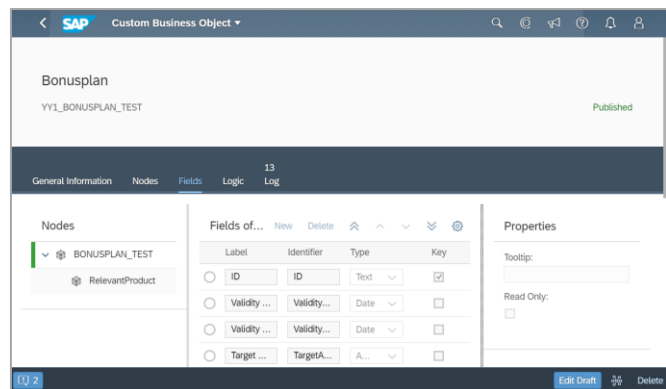 SAP Custom Business Object
Bonusplan
YY1_BONUSPLAN_TEST
Published
13
General Information Nodes Fields Logic Log
Nodes
BONUSPLAN_TEST
RelevantProduct
Fields of... New Delete
Label Identifier Type Key
ID ID Text
Validity ... Validity... Date
Validity ... Validity... Date
Target ... TargetA... A...
Properties
Tooltip:
Read Only:
2
Edit Draft Delete